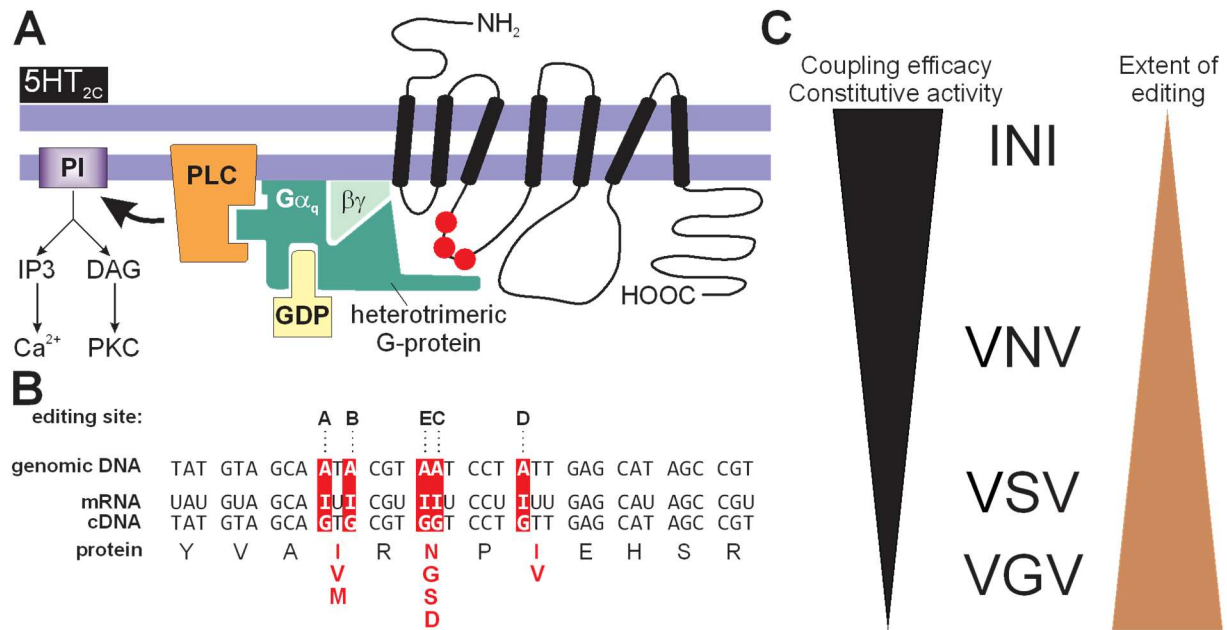 A
NH2
5HT2C
PI
PLC
Gαq
βγ
IP3
DAG
GDP
heterotrimeric
G-protein
HOOC
Ca2+
PKC
B
editing site:
A B EC D
genomic DNA TAT GTA GCA ATA CGT AAT CCT ATT GAG CAT AGC CGT
mRNA UAU GUA GCA IUI CGU IIU CCU IUU GAG CAU AGC CGU
cDNA TAT GTA GCA GTG CGT GGT CCT GTT GAG CAT AGC CGT
protein Y V A I R N P I E H S R
V G V
M S
D
C
Coupling efficacy
Constitutive activity
Extent of
editing
INI
VNV
VSV
VGV